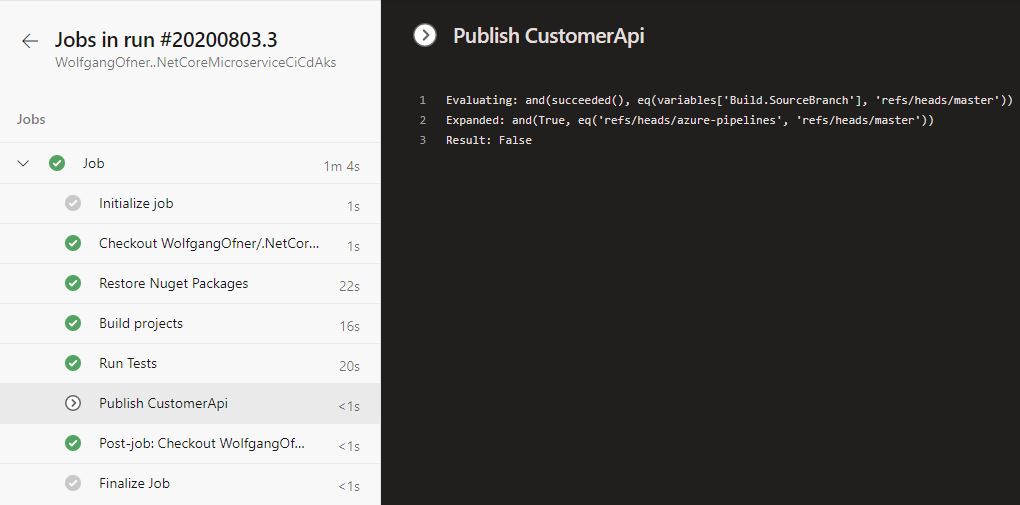 Jobs in run #20200803.3
WolfgangOfner..NetCoreMicroserviceCiCdAks
Jobs
Job 1m 4s
Initialize job 1s
Checkout WolfgangOfner/.NetCor... 1s
Restore Nuget Packages 22s
Build projects 16s
Run Tests 20s
Publish CustomerApi <1s
Post-job: Checkout WolfgangOf... <1s
Finalize Job <1s
Publish CustomerApi
1 Evaluating: and(succeeded(), eq(variables['Build.SourceBranch'], 'refs/heads/master'))
2 Expanded: and(True, eq('refs/heads/azure-pipelines', 'refs/heads/master'))
3 Result: False